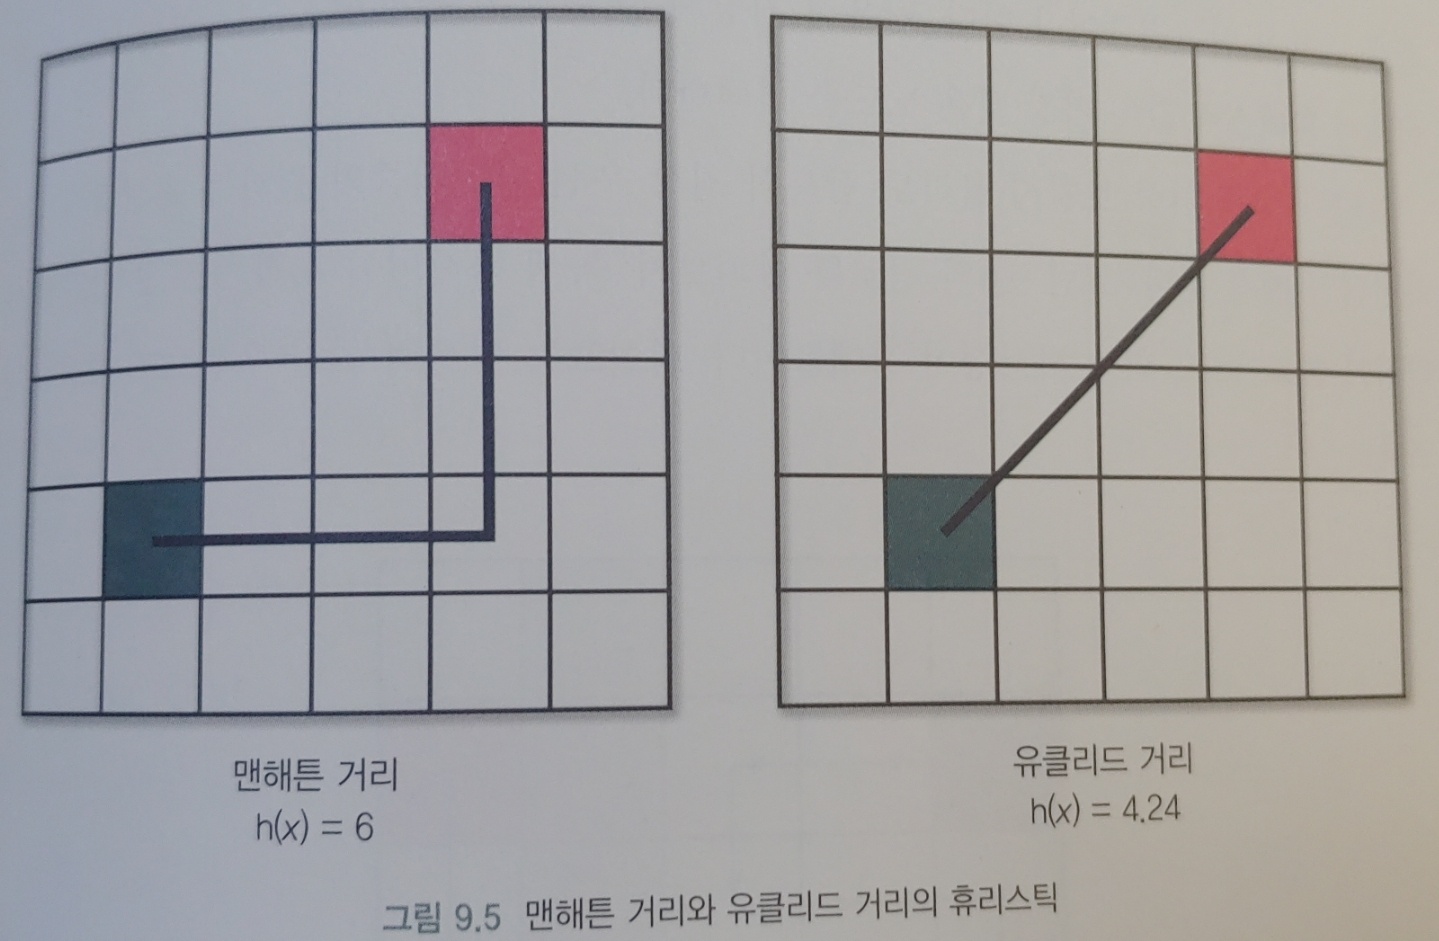 맨해튼 거리
h(x) = 6
유클리드 거리
h(x) = 4.24
그림 9.5 맨해튼 거리와 유클리드 거리의 휴리스틱